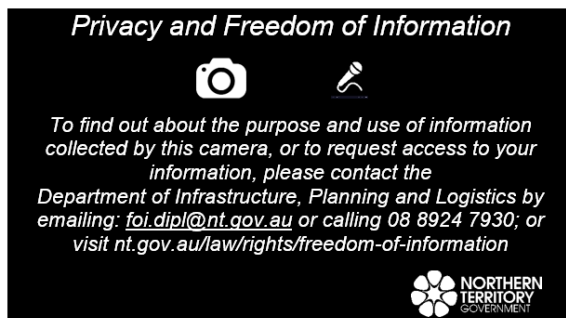 Privacy and Freedom of Information
To find out about the purpose and use of information
collected by this camera, or to request access to your
information, please contact the
Department of Infrastructure, Planning and Logistics by
emailing: foi.dipl@nt.gov.au or calling 08 8924 7930; or
visit nt.gov.au/law/rights/freedom-of-information
NORTHERN
TERRITORY
GOVERNMENT